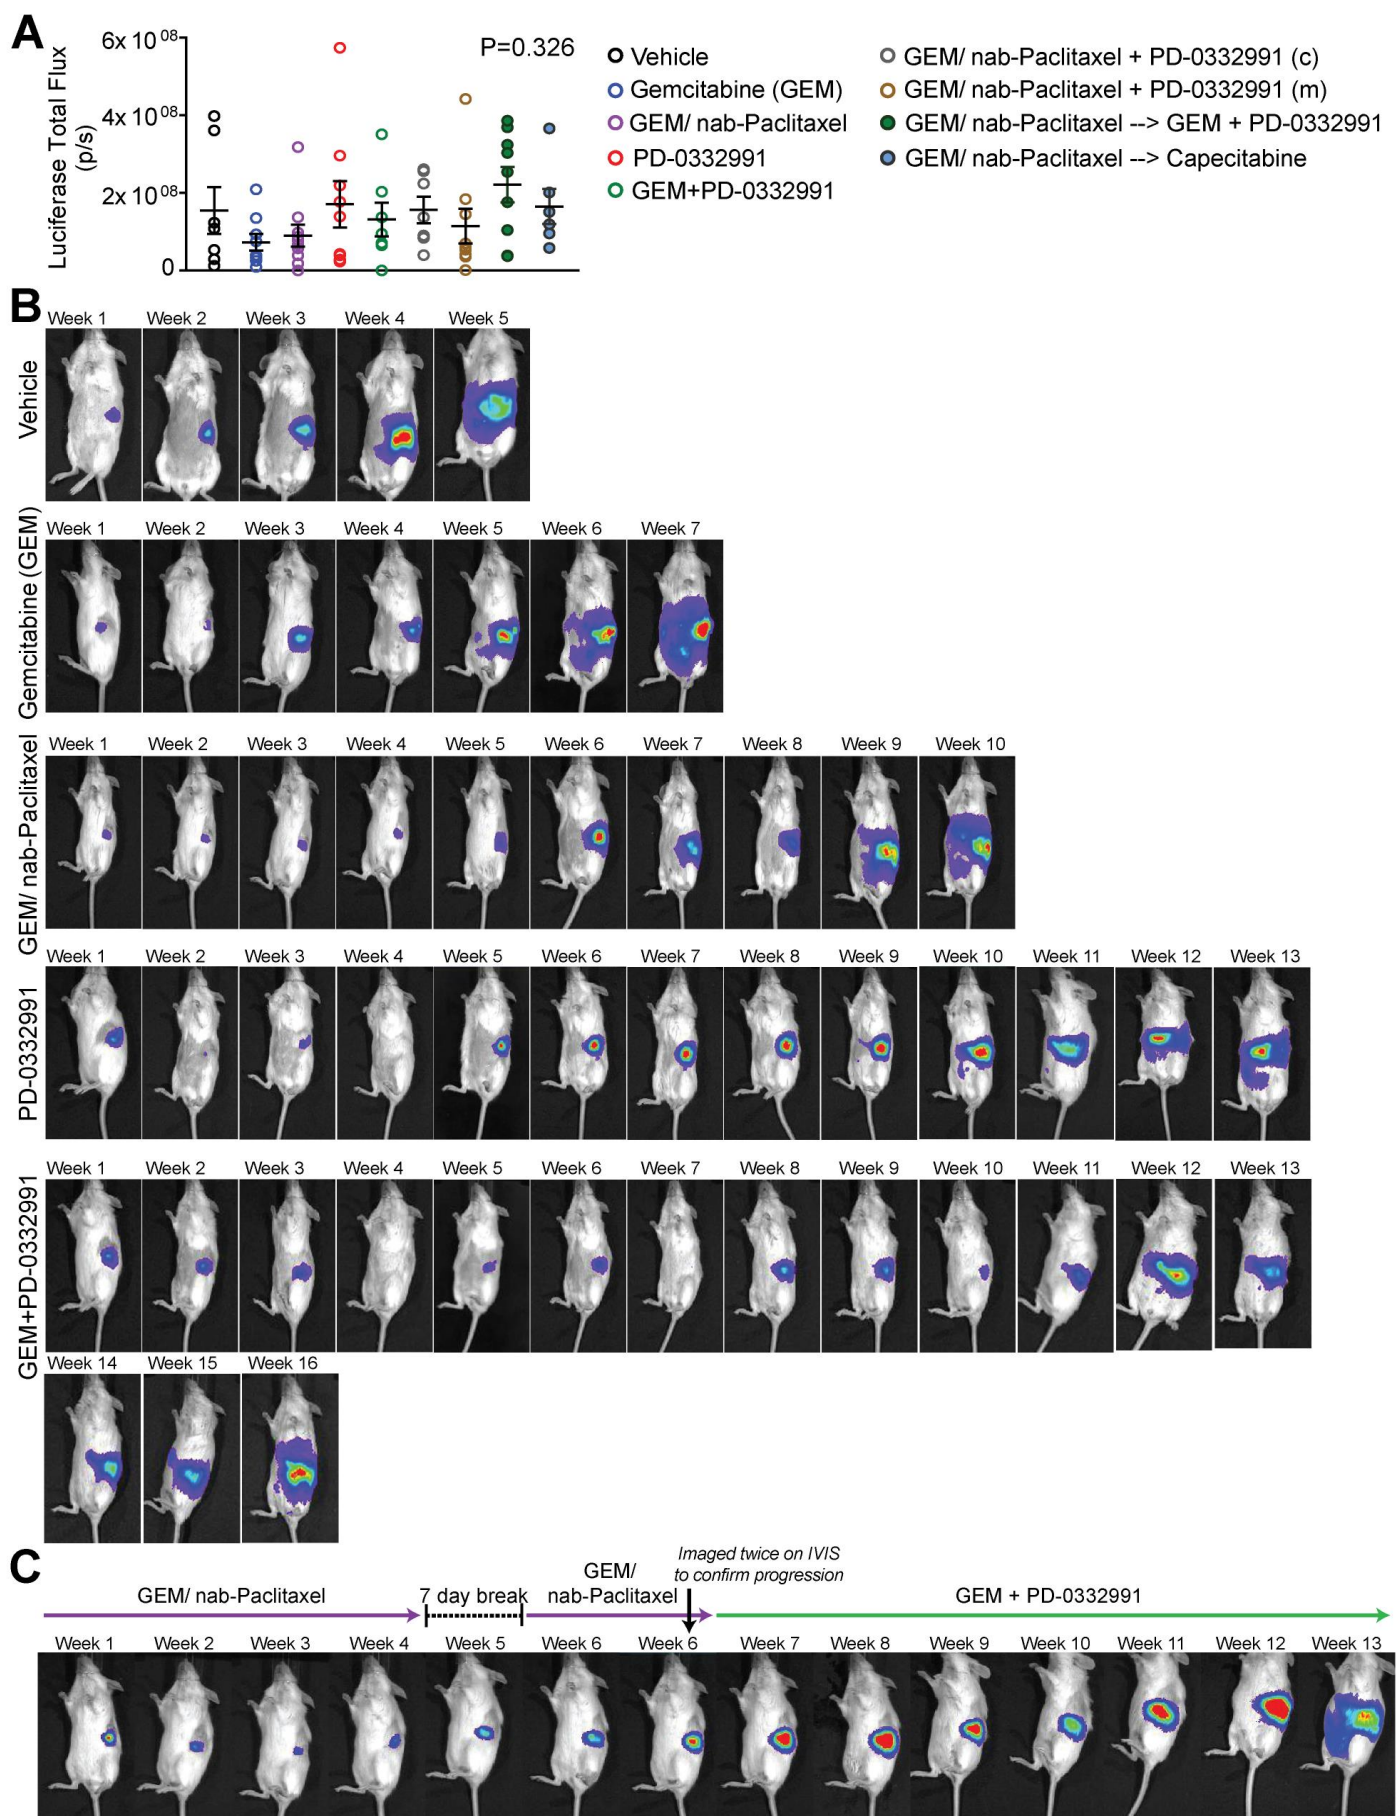 A
6x 10 08
4x 10 08
2x 10 08
0
Luciferase Total Flux
(p/s)
P=0.326
Vehicle
Gemcitabine (GEM)
GEM/ nab-Paclitaxel
PD-0332991
GEM+PD-0332991
GEM/ nab-Paclitaxel + PD-0332991 (c)
GEM/ nab-Paclitaxel + PD-0332991 (m)
GEM/ nab-Paclitaxel --> GEM + PD-0332991
GEM/ nab-Paclitaxel --> Capecitabine
B
Vehicle
Week 1 Week 2 Week 3 Week 4 Week 5
Gemcitabine (GEM)
Week 1 Week 2 Week 3 Week 4 Week 5 Week 6 Week 7
GEM/ nab-Paclitaxel
Week 1 Week 2 Week 3 Week 4 Week 5 Week 6 Week 7 Week 8 Week 9 Week 10
PD-0332991
Week 1 Week 2 Week 3 Week 4 Week 5 Week 6 Week 7 Week 8 Week 9 Week 10 Week 11 Week 12 Week 13
GEM+PD-0332991
Week 1 Week 2 Week 3 Week 4 Week 5 Week 6 Week 7 Week 8 Week 9 Week 10 Week 11 Week 12 Week 13
Week 14 Week 15 Week 16
C
GEM/ nab-Paclitaxel
7 day break
GEM/
nab-Paclitaxel
Imaged twice on IVIS
to confirm progression
GEM + PD-0332991
Week 1 Week 2 Week 3 Week 4 Week 5 Week 6 Week 6 Week 7 Week 8 Week 9 Week 10 Week 11 Week 12 Week 13